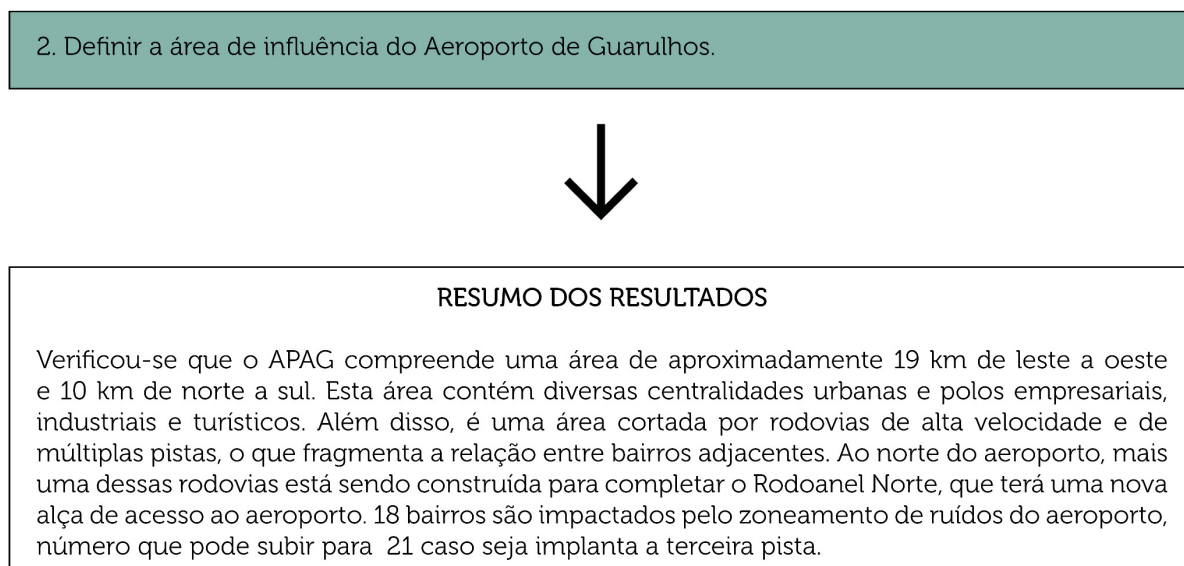 2. Definir a área de influência do Aeroporto de Guarulhos.
RESUMO DOS RESULTADOS
Verificou-se que o APAG compreende uma área de aproximadamente 19 km de leste a oeste
e 10 km de norte a sul. Esta área contém diversas centralidades urbanas e polos empresariais,
industriais e turísticos. Além disso, é uma área cortada por rodovias de alta velocidade e de
múltiplas pistas, o que fragmenta a relação entre bairros adjacentes. Ao norte do aeroporto, mais
uma dessas rodovias está sendo construída para completar o Rodoanel Norte, que terá uma nova
alça de acesso ao aeroporto. 18 bairros são impactados pelo zoneamento de ruídos do aeroporto,
número que pode subir para 21 caso seja implanta a terceira pista.